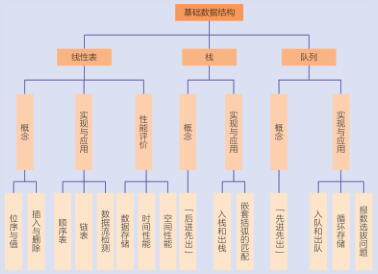 基础数据结构
线性表
栈
队列
概念
实现与应用
性能评价
概念
实现与应用
概念
实现与应用
位序与值
插入与删除
顺序表
链表
数据流检测
数据存储
时间性能
空间性能
“后进先出”
入栈和出栈
嵌套括弧的匹配
“先进先出”
入队和出队
循环存储
报数选拔问题